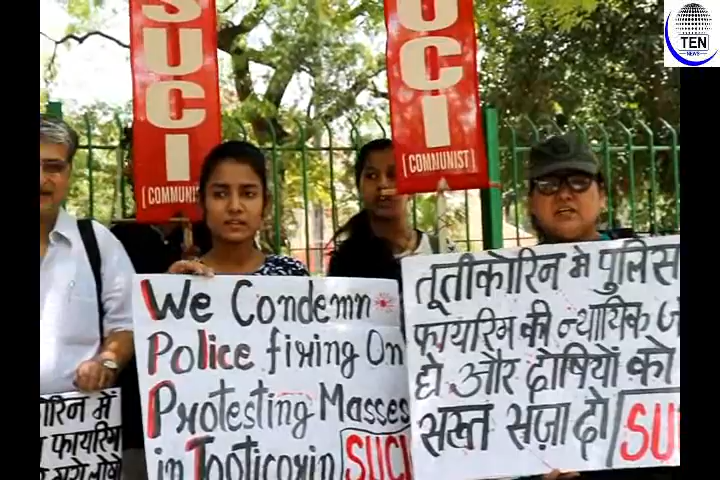 SUCI
[COMMUNIST]
SUCI
[COMMUNIST]
TEN
NEWS
We Condemn
Police firing On
Protesting Masses
in Tooticorin SUCI
तूतीकोरिन में पुलिस
फायरिंग की न्यायिक
हो और दोषियों को
सख्त सज़ा दो
में
फायरिंग